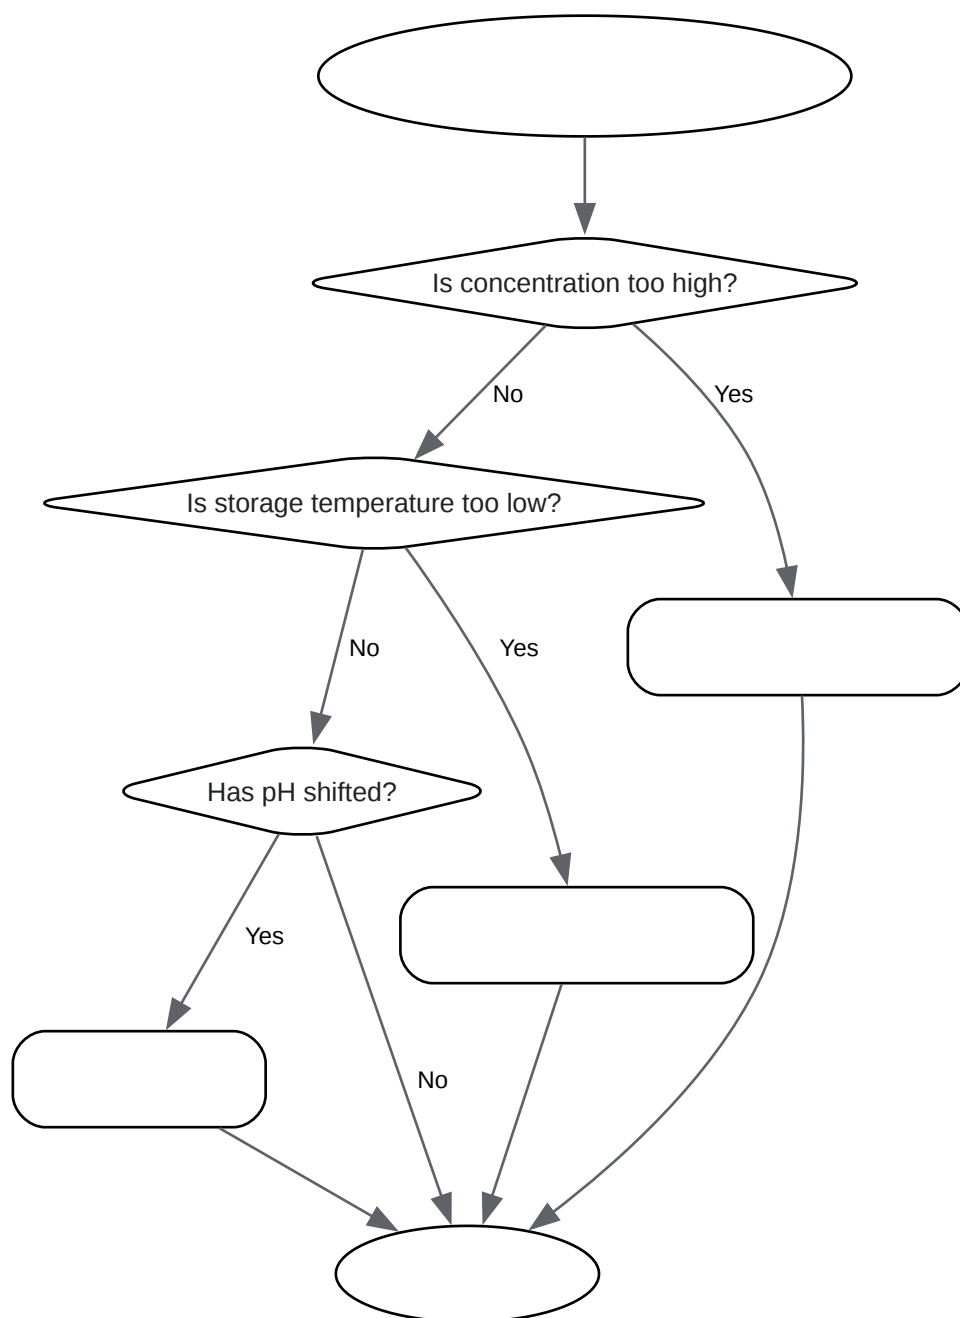 Is concentration too high?
No
Yes
Is storage temperature too low?
No
Yes
Has pH shifted?
Yes
No